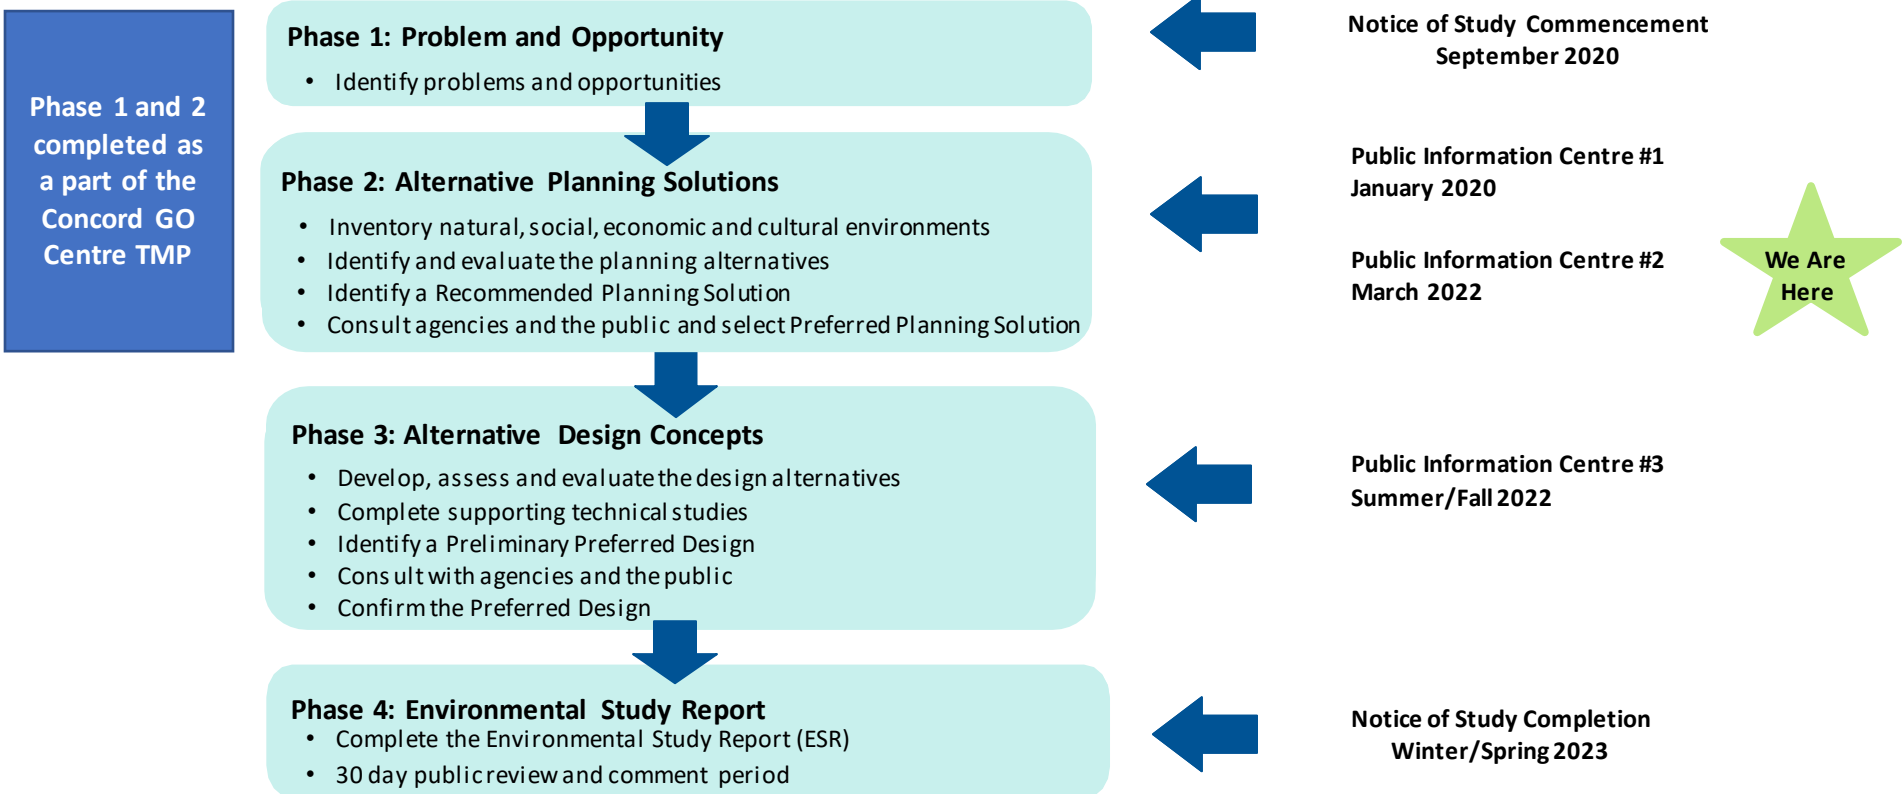 Phase 1 and 2
completed as
a part of the
Concord GO
Centre TMP
Phase 1: Problem and Opportunity
• Identify problems and opportunities
Notice of Study Commencement
September 2020
Phase 2: Alternative Planning Solutions
• Inventory natural, social, economic and cultural environments
• Identify and evaluate the planning alternatives
• Identify a Recommended Planning Solution
• Consult agencies and the public and select Preferred Planning Solution
Public Information Centre #1
January 2020
Public Information Centre #2
March 2022
We Are
Here
Phase 3: Alternative Design Concepts
• Develop, assess and evaluate the design alternatives
• Complete supporting technical studies
• Identify a Preliminary Preferred Design
• Consult with agencies and the public
• Confirm the Preferred Design
Public Information Centre #3
Summer/Fall 2022
Phase 4: Environmental Study Report
• Complete the Environmental Study Report (ESR)
• 30 day public review and comment period
Notice of Study Completion
Winter/Spring 2023